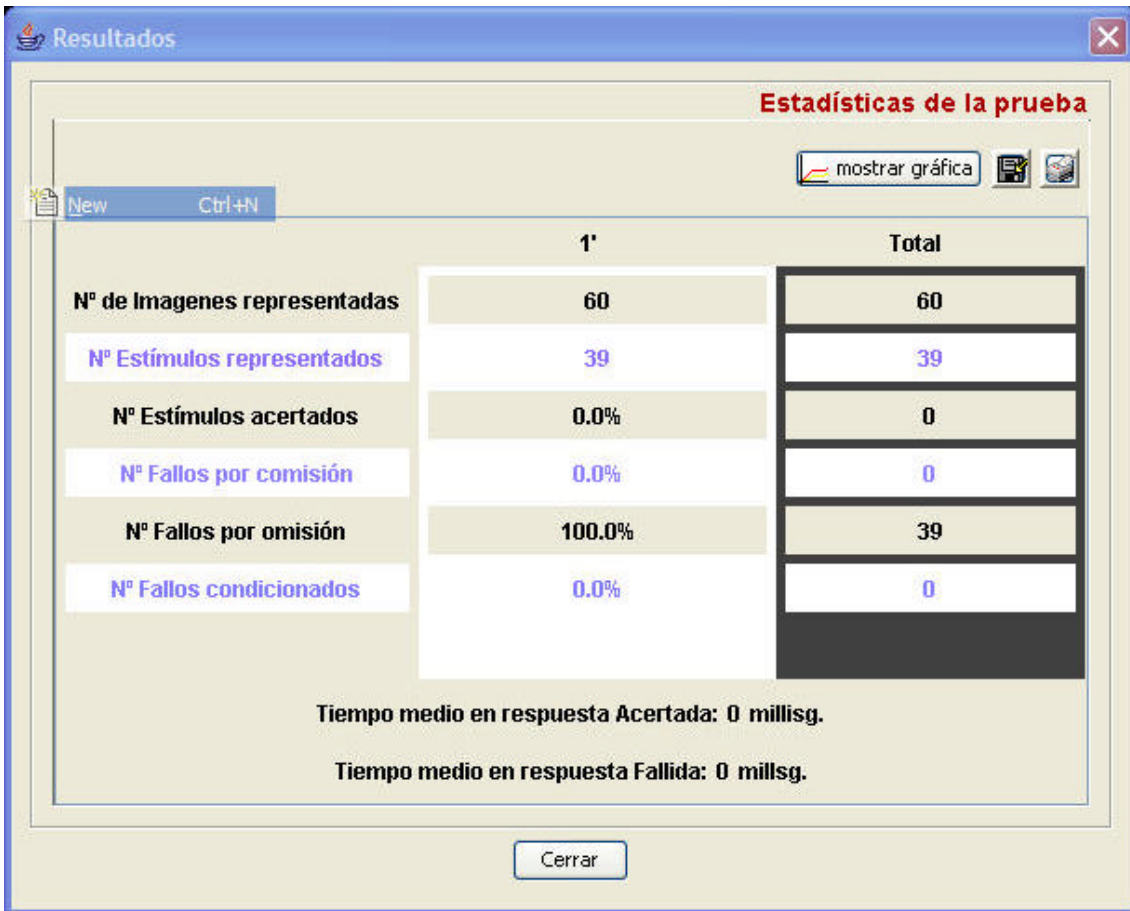 Resultados
Estadísticas de la prueba
mostrar gráfica
New Ctrl+N
1' Total
Nº de Imagenes representadas 60 60
Nº Estímulos representados 39 39
Nº Estímulos acertados 0.0% 0
Nº Fallos por comisión 0.0% 0
Nº Fallos por omisión 100.0% 39
Nº Fallos condicionados 0.0% 0
Tiempo medio en respuesta Acertada: 0 millisg.
Tiempo medio en respuesta Fallida: 0 millsg.
Cerrar